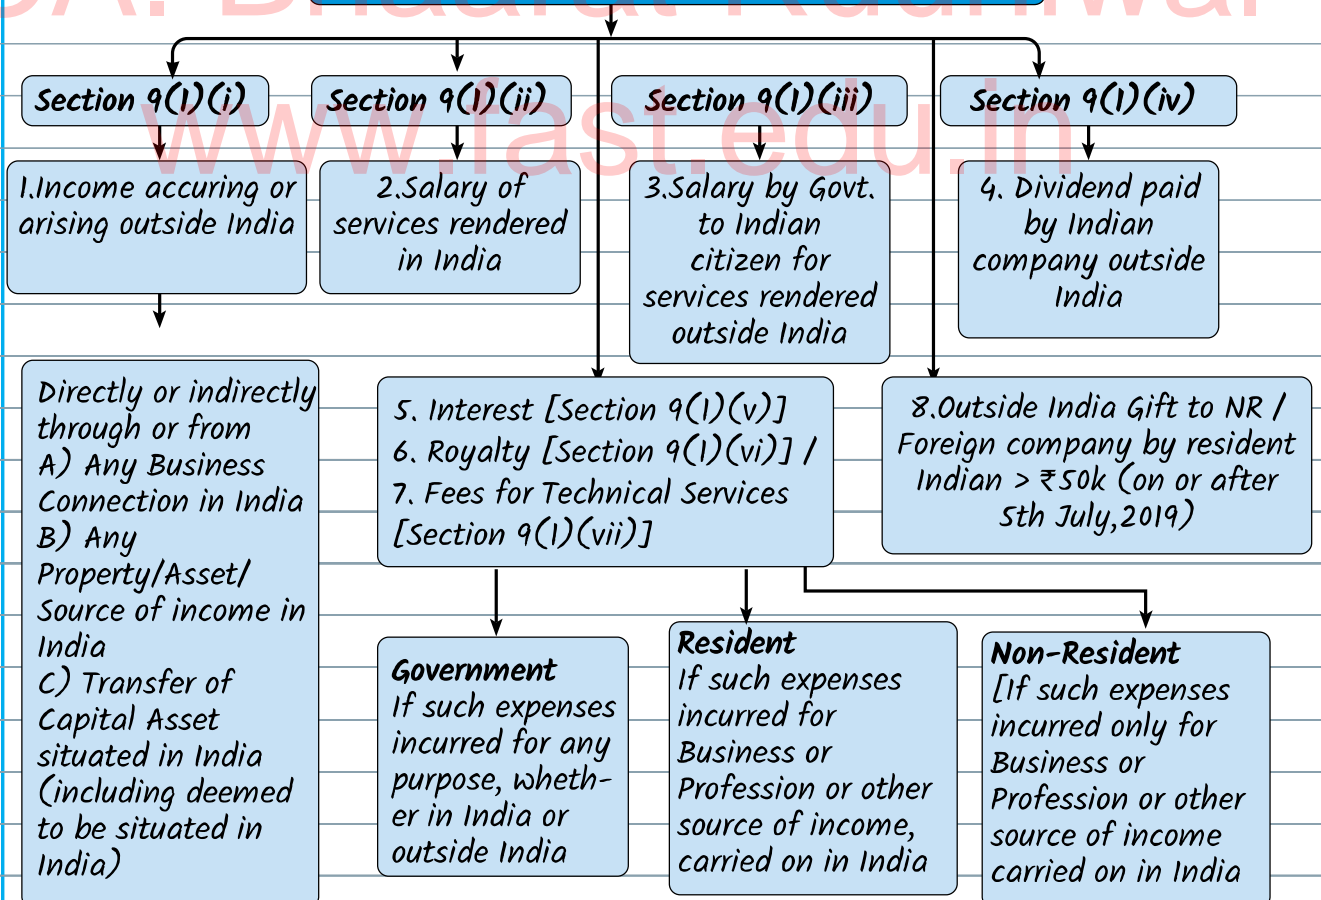 CA. Bhaarat Kudhiwal
Section 9(1)(i)
Section 9(1)(ii)
Section 9(1)(iii)
Section 9(1)(iv)
www.fast.edu.in
1.Income accuring or
arising outside India
2.Salary of
services rendered
in India
3.Salary by Govt.
to Indian
citizen for
services rendered
outside India
4. Dividend paid
by Indian
company outside
India
Directly or indirectly
through or from
A) Any Business
Connection in India
B) Any
Property/Asset/
Source of income in
India
C) Transfer of
Capital Asset
situated in India
(including deemed
to be situated in
India)
5. Interest [Section 9(1)(v)]
6. Royalty [Section 9(1)(vi)] /
7. Fees for Technical Services
[Section 9(1)(vii)]
8.Outside India Gift to NR /
Foreign company by resident
Indian > ₹50k (on or after
5th July,2019)
Government
If such expenses
incurred for any
purpose, wheth-
er in India or
outside India
Resident
If such expenses
incurred for
Business or
Profession or other
source of income,
carried on in India
Non-Resident
[If such expenses
incurred only for
Business or
Profession or other
source of income
carried on in India